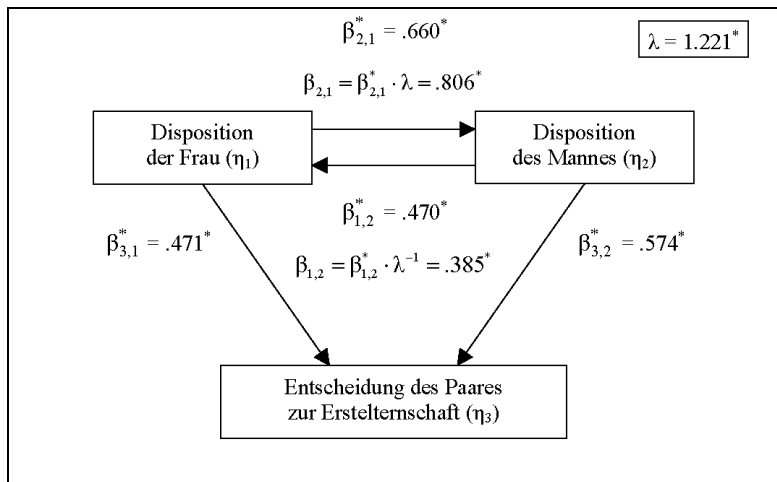 β*2,1 = .660*
λ = 1.221*
β2,1 = β*2,1 · λ = .806*
Disposition
der Frau (η1)
Disposition
des Mannes (η2)
β*1,2 = .470*
β*3,1 = .471*
β*3,2 = .574*
β1,2 = β*1,2 · λ−1 = .385*
Entscheidung des Paares
zur Erstelternschaft (η3)